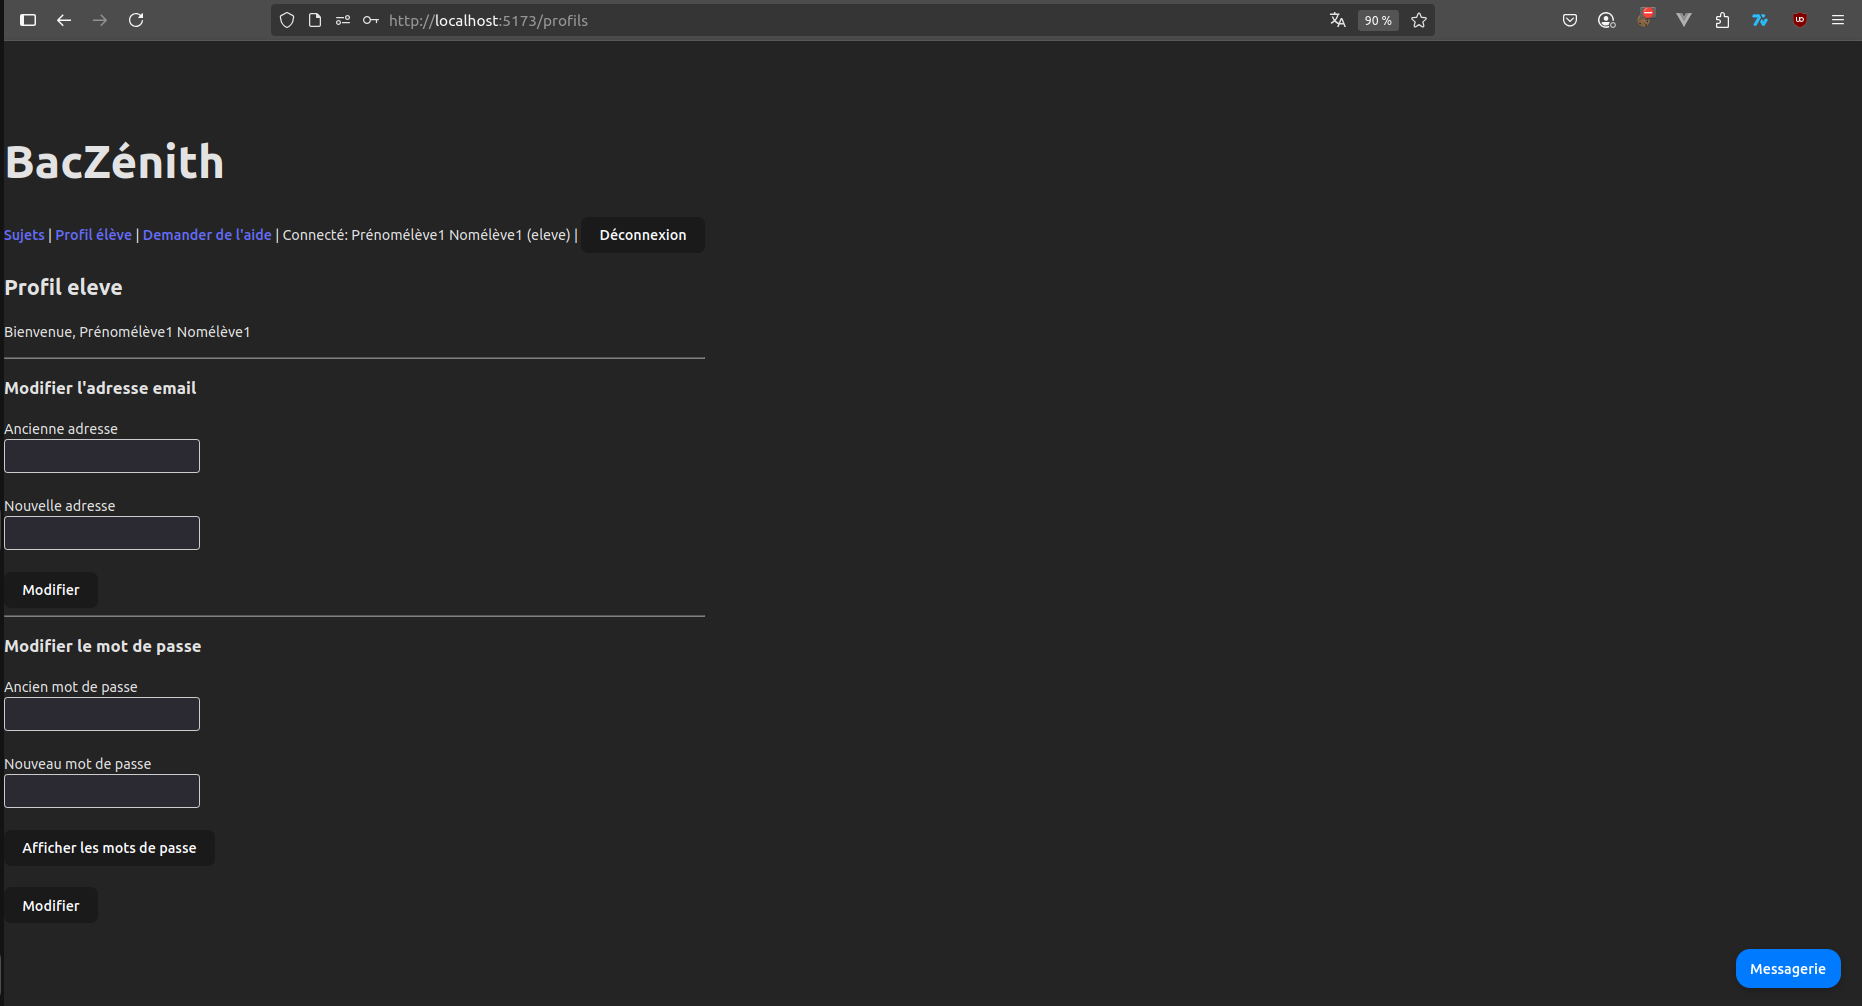 http://localhost:5173/profils
90 %
BacZénith
Sujets | Profil élève | Demander de l'aide | Connecté: Prénomélève1 Nomélève1 (eleve) | Déconnexion
Profil eleve
Bienvenue, Prénomélève1 Nomélève1
Modifier l'adresse email
Ancienne adresse
Nouvelle adresse
Modifier
Modifier le mot de passe
Ancien mot de passe
Nouveau mot de passe
Afficher les mots de passe
Modifier
Messagerie